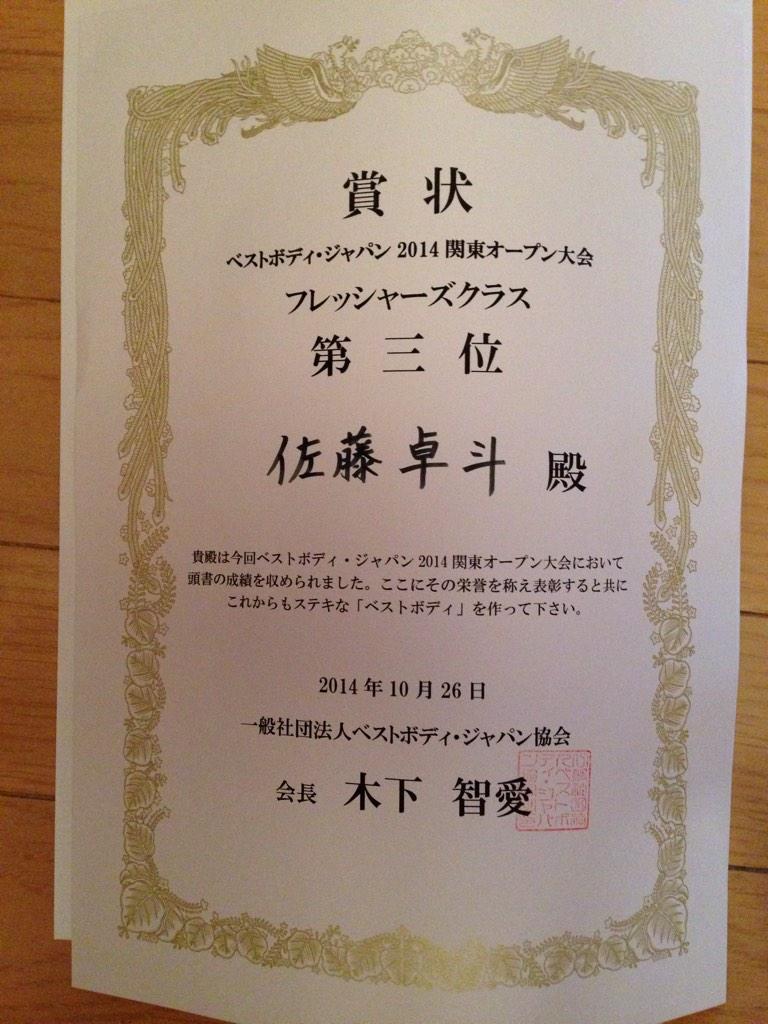 賞状
ベストボディ・ジャパン 2014 関東オープン大会
フレッシャーズクラス
第三位
佐藤卓斗 殿
貴殿は今回ベストボディ・ジャパン 2014 関東オープン大会において
頭書の成績を収められました。ここにその栄誉を称え表彰すると共に
これからもステキな「ベストボディ」を作って下さい。
2014 年 10 月 26 日
一般社団法人ベストボディ・ジャパン協会
会長 木下 智愛